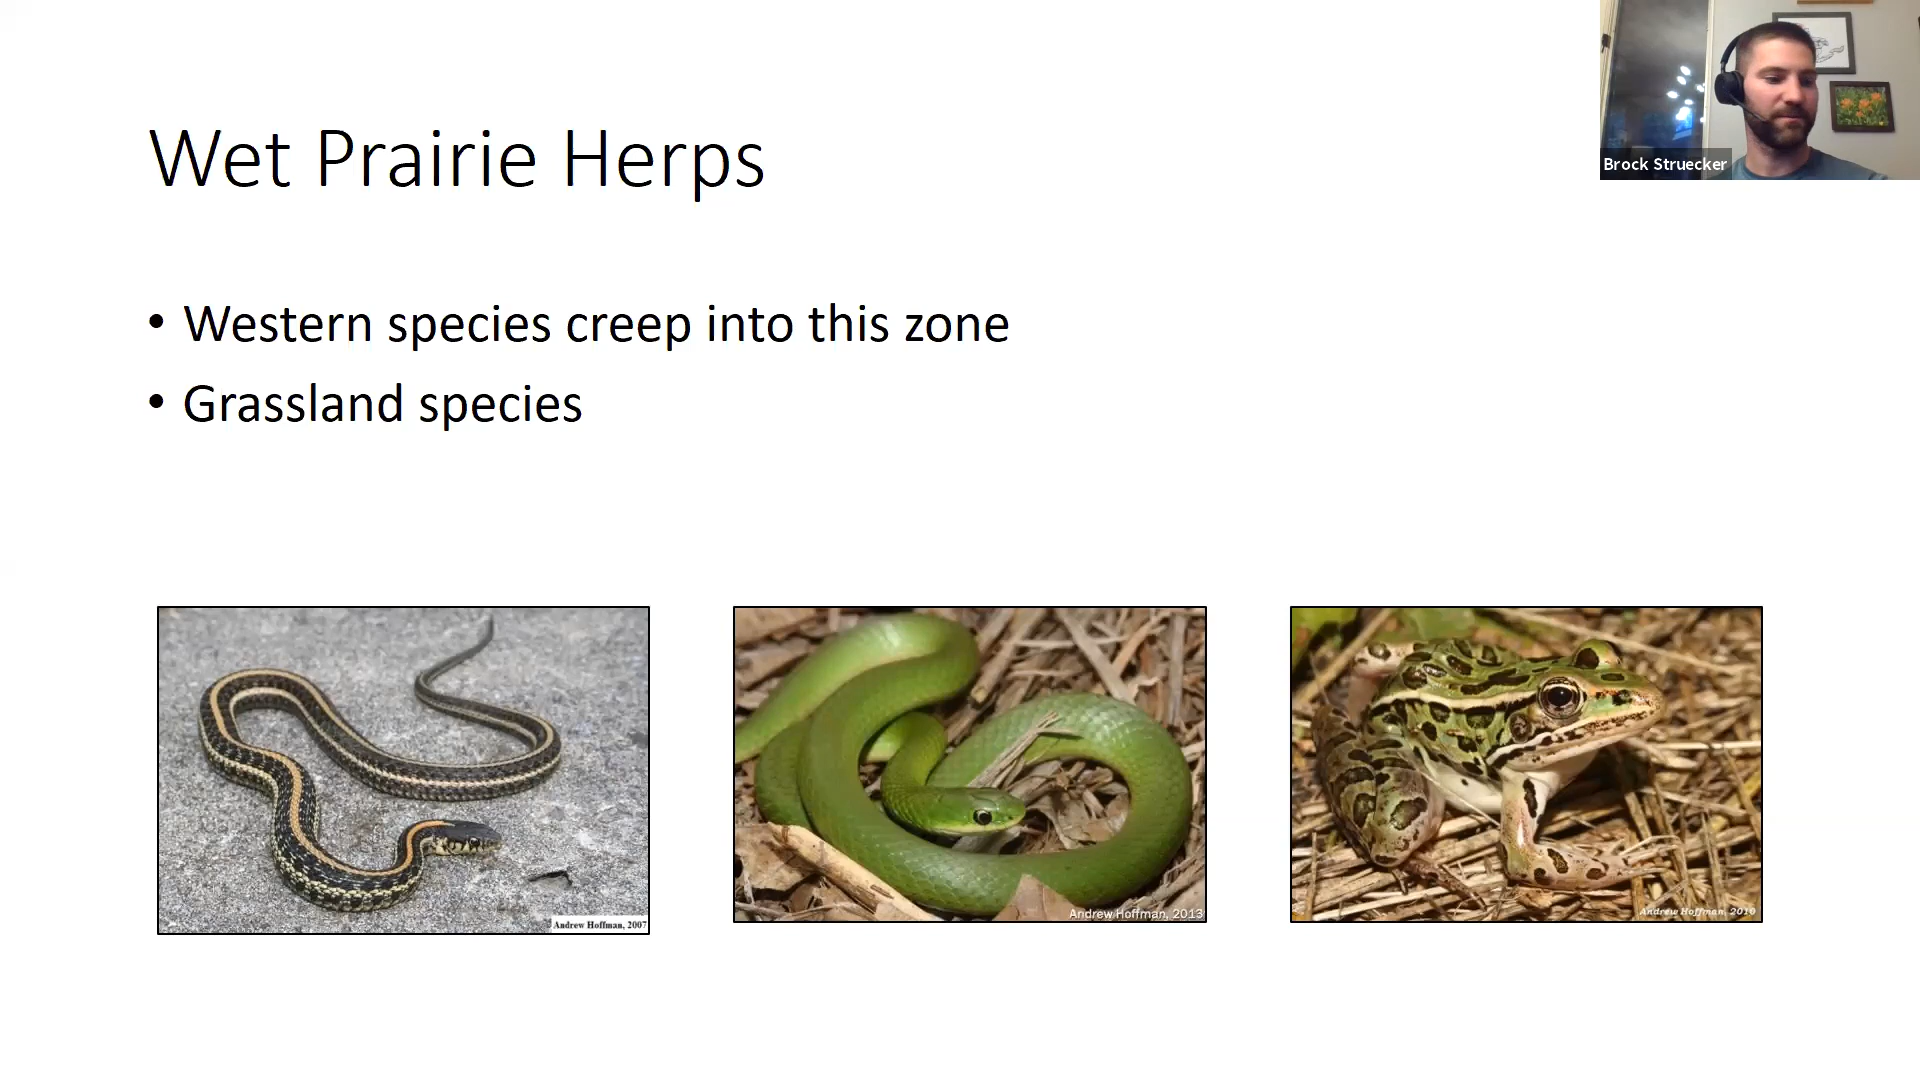 Wet Prairie Herps
Brock Struecker
• Western species creep into this zone
• Grassland species
Andrew Hoffman, 2007
Andrew Hoffman, 2013
Andrew Hoffman, 2010